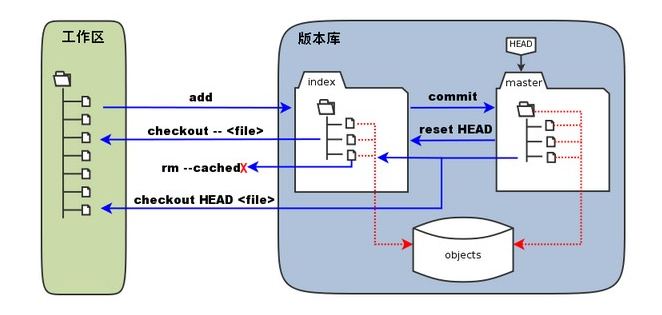 工作区
版本库
HEAD
index
master
add
commit
checkout -- <file>
reset HEAD
rm --cachedX
checkout HEAD <file>
objects